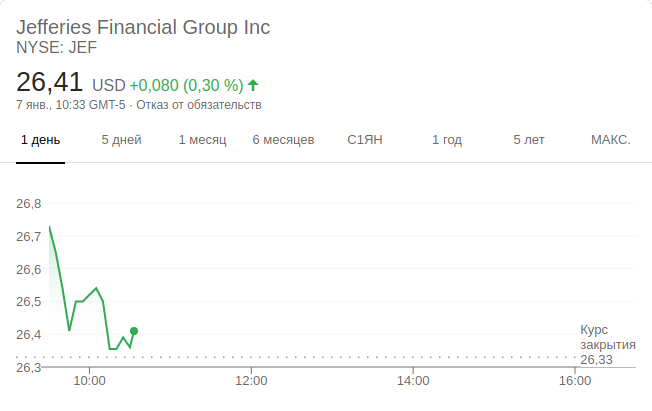 Jefferies Financial Group Inc
NYSE: JEF
26,41 USD +0,080 (0,30 %)
7 янв., 10:33 GMT-5 · Отказ от обязательств
1 день 5 дней 1 месяц 6 месяцев С1ЯН 1 год 5 лет МАКС.
26,8
26,7
26,6
26,5
26,4
26,3
Курс
закрытия
26,33
10:00 12:00 14:00 16:00